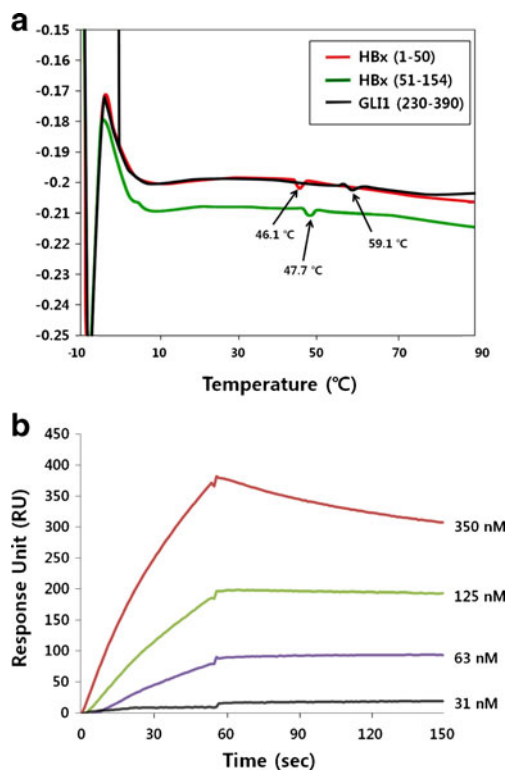 a
-0.15
-0.16
-0.17
-0.18
-0.19
-0.2
-0.21
-0.22
-0.23
-0.24
-0.25
HBx (1-50)
HBx (51-154)
GLI1 (230-390)
46.1 °C
47.7 °C
59.1 °C
-10 10 30 50 70 90
Temperature (℃)
b
Response Unit (RU)
450
400
350
300
250
200
150
100
50
0
350 nM
125 nM
63 nM
31 nM
0 30 60 90 120 150
Time (sec)